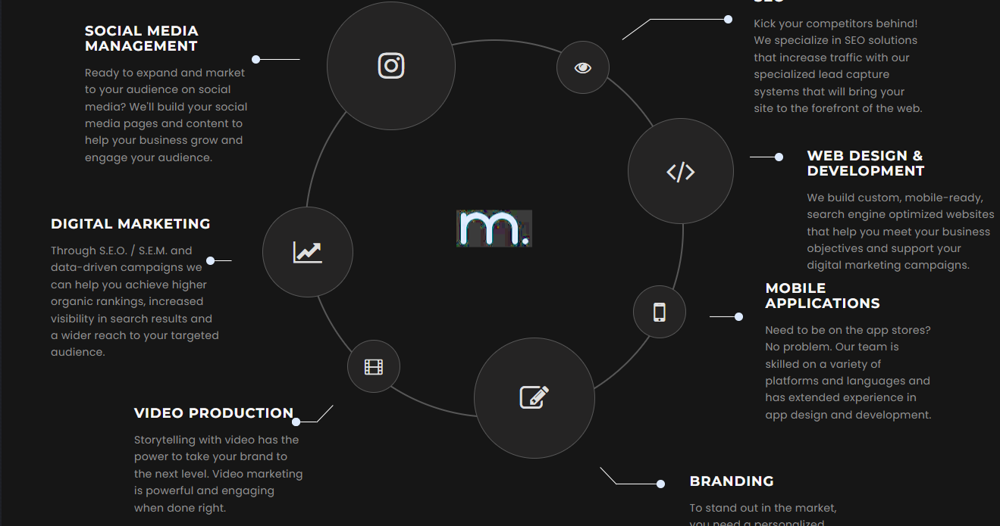 SOCIAL MEDIA
MANAGEMENT
Ready to expand and market
to your audience on social
media? We'll build your social
media pages and content to
help your business grow and
engage your audience.
DIGITAL MARKETING
Through S.E.O. / S.E.M. and
data-driven campaigns we
can help you achieve higher
organic rankings, increased
visibility in search results and
a wider reach to your targeted
audience.
VIDEO PRODUCTION
Storytelling with video has the
power to take your brand to
the next level. Video marketing
is powerful and engaging
when done right.
m.
SEO
Kick your competitors behind!
We specialize in SEO solutions
that increase traffic with our
specialized lead capture
systems that will bring your
site to the forefront of the web.
WEB DESIGN &
DEVELOPMENT
We build custom, mobile-ready,
search engine optimized websites
that help you meet your business
objectives and support your
digital marketing campaigns.
MOBILE
APPLICATIONS
Need to be on the app stores?
No problem. Our team is
skilled on a variety of
platforms and languages and
has extended experience in
app design and development.
BRANDING
To stand out in the market,
you need a personalized